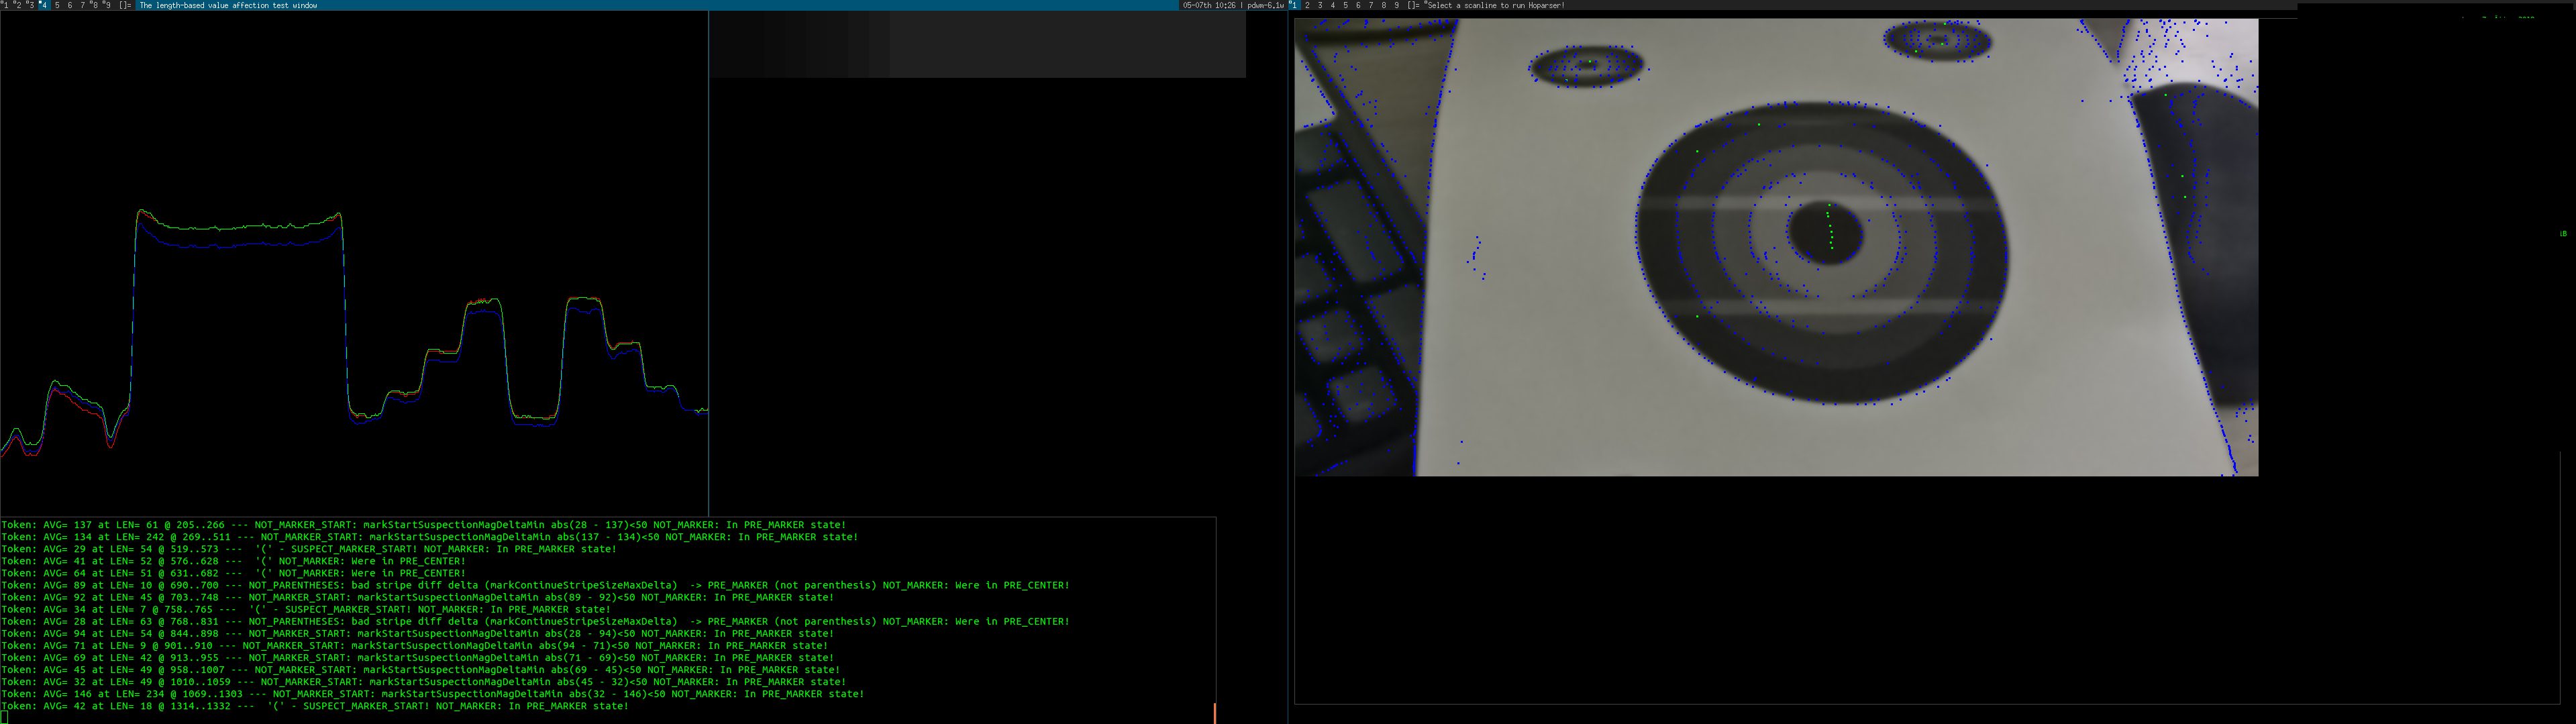 1 2 3 4 5 6 7 8 9 []= The length-based value affection test window
05-07th 10:26 | pdwm-6.1w
1 2 3 4 5 6 7 8 9 []= *Select a scanline to run Hoparser!
iB
Token: AVG= 137 at LEN= 61 @ 205..266 --- NOT_MARKER_START: markStartSuspectionMagDeltaMin abs(28 - 137)<50 NOT_MARKER: In PRE_MARKER state!
Token: AVG= 134 at LEN= 242 @ 269..511 --- NOT_MARKER_START: markStartSuspectionMagDeltaMin abs(137 - 134)<50 NOT_MARKER: In PRE_MARKER state!
Token: AVG= 29 at LEN= 54 @ 519..573 ---  '(' - SUSPECT_MARKER_START! NOT_MARKER: In PRE_MARKER state!
Token: AVG= 41 at LEN= 52 @ 576..628 ---  '(' NOT_MARKER: Were in PRE_CENTER!
Token: AVG= 64 at LEN= 51 @ 631..682 ---  '(' NOT_MARKER: Were in PRE_CENTER!
Token: AVG= 89 at LEN= 10 @ 690..700 --- NOT_PARENTHESES: bad stripe diff delta (markContinueStripeSizeMaxDelta)  -> PRE_MARKER (not parenthesis) NOT_MARKER: Were in PRE_CENTER!
Token: AVG= 92 at LEN= 45 @ 703..748 --- NOT_MARKER_START: markStartSuspectionMagDeltaMin abs(89 - 92)<50 NOT_MARKER: In PRE_MARKER state!
Token: AVG= 34 at LEN= 7 @ 758..765 ---  '(' - SUSPECT_MARKER_START! NOT_MARKER: In PRE_MARKER state!
Token: AVG= 28 at LEN= 63 @ 768..831 --- NOT_PARENTHESES: bad stripe diff delta (markContinueStripeSizeMaxDelta)  -> PRE_MARKER (not parenthesis) NOT_MARKER: Were in PRE_CENTER!
Token: AVG= 94 at LEN= 54 @ 844..898 --- NOT_MARKER_START: markStartSuspectionMagDeltaMin abs(28 - 94)<50 NOT_MARKER: In PRE_MARKER state!
Token: AVG= 71 at LEN= 9 @ 901..910 --- NOT_MARKER_START: markStartSuspectionMagDeltaMin abs(94 - 71)<50 NOT_MARKER: In PRE_MARKER state!
Token: AVG= 69 at LEN= 42 @ 913..955 --- NOT_MARKER_START: markStartSuspectionMagDeltaMin abs(71 - 69)<50 NOT_MARKER: In PRE_MARKER state!
Token: AVG= 45 at LEN= 49 @ 958..1007 --- NOT_MARKER_START: markStartSuspectionMagDeltaMin abs(69 - 45)<50 NOT_MARKER: In PRE_MARKER state!
Token: AVG= 32 at LEN= 49 @ 1010..1059 --- NOT_MARKER_START: markStartSuspectionMagDeltaMin abs(45 - 32)<50 NOT_MARKER: In PRE_MARKER state!
Token: AVG= 146 at LEN= 234 @ 1069..1303 --- NOT_MARKER_START: markStartSuspectionMagDeltaMin abs(32 - 146)<50 NOT_MARKER: In PRE_MARKER state!
Token: AVG= 42 at LEN= 18 @ 1314..1332 ---  '(' - SUSPECT_MARKER_START! NOT_MARKER: In PRE_MARKER state!